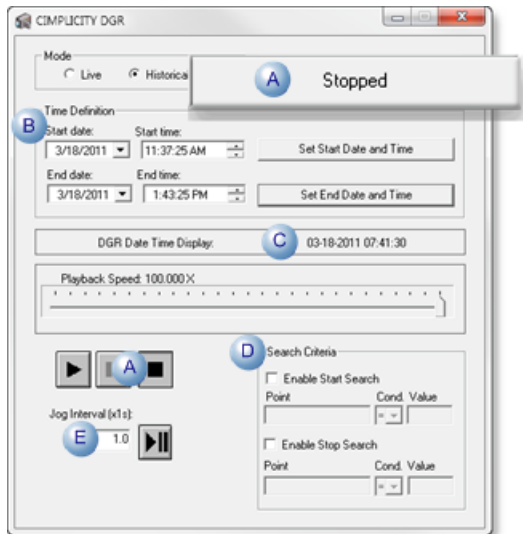 CIMPLICITY DGR
Mode
Live Historica
A Stopped
Time Definition
B
Start date: Start time:
3/18/2011 11:37:25 AM Set Start Date and Time
End date: End time:
3/18/2011 1:43:25 PM Set End Date and Time
DGR Date Time Display: C 03-18-2011 07:41:30
Playback Speed: 100.000 X
A
D Search Criteria
Enable Start Search
Point Cond. Value
=
Jog Interval (x1s):
E 1.0
Enable Stop Search
Point Cond. Value
=